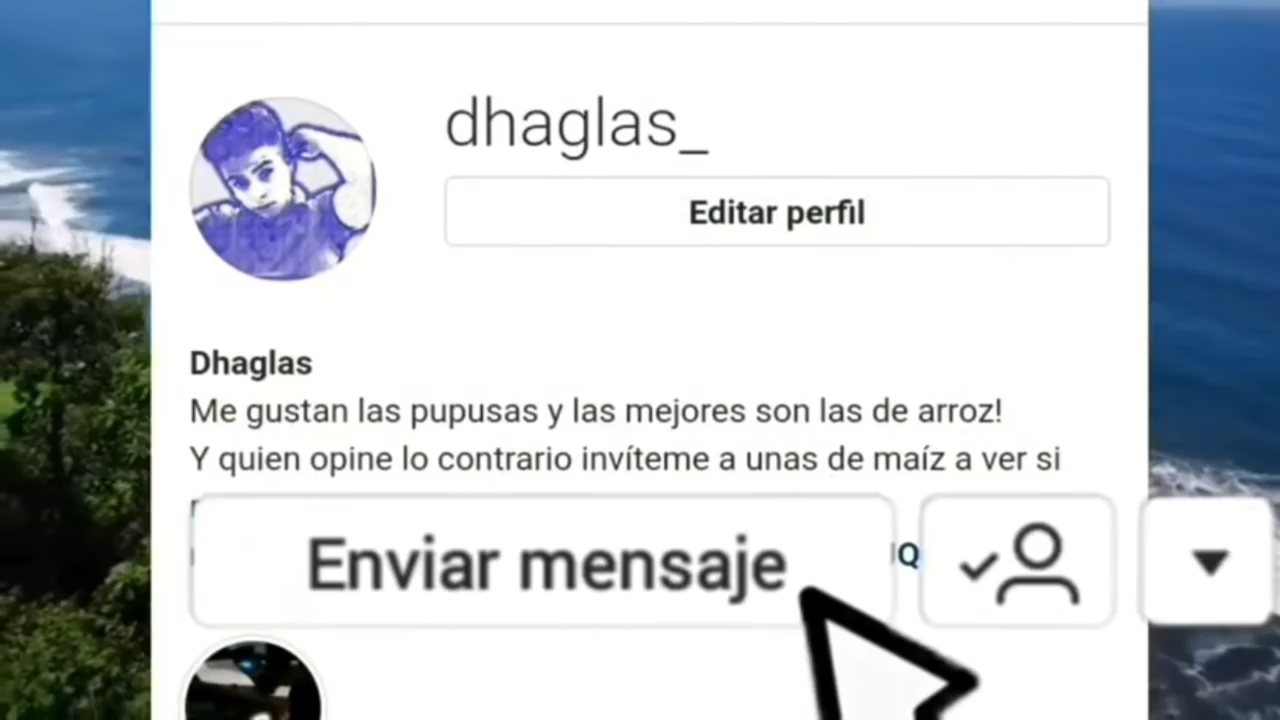 dhaglas_
Editar perfil
Dhaglas
Me gustan las pupusas y las mejores son las de arroz!
Y quien opine lo contrario invíteme a unas de maíz a ver si
Enviar mensaje